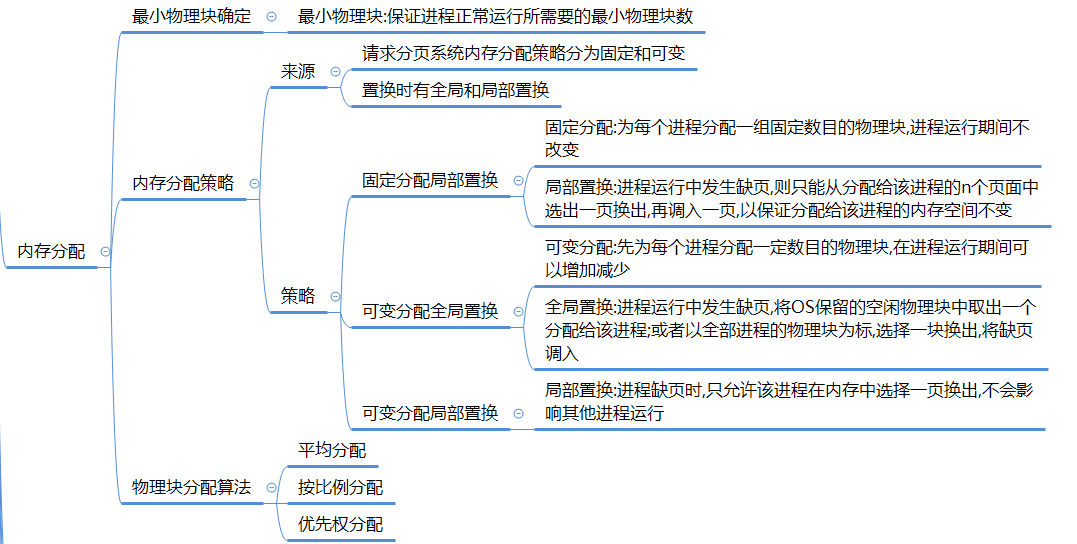 最小物理块确定
最小物理块:保证进程正常运行所需要的最小物理块数
来源
请求分页系统内存分配策略分为固定和可变
置换时有全局和局部置换
内存分配策略
固定分配局部置换
固定分配:为每个进程分配一组固定数目的物理块,进程运行期间不
改变
局部置换:进程运行中发生缺页,则只能从分配给该进程的n个页面中
选出一页换出,再调入一页,以保证分配给该进程的内存空间不变
内存分配
策略
可变分配全局置换
可变分配:先为每个进程分配一定数目的物理块,在进程运行期间可
以增加减少
全局置换:进程运行中发生缺页,将OS保留的空闲物理块中取出一个
分配给该进程;或者以全部进程的物理块为标,选择一块换出,将缺页
调入
可变分配局部置换
局部置换:进程缺页时,只允许该进程在内存中选择一页换出,不会影
响其他进程运行
物理块分配算法
平均分配
按比例分配
优先权分配